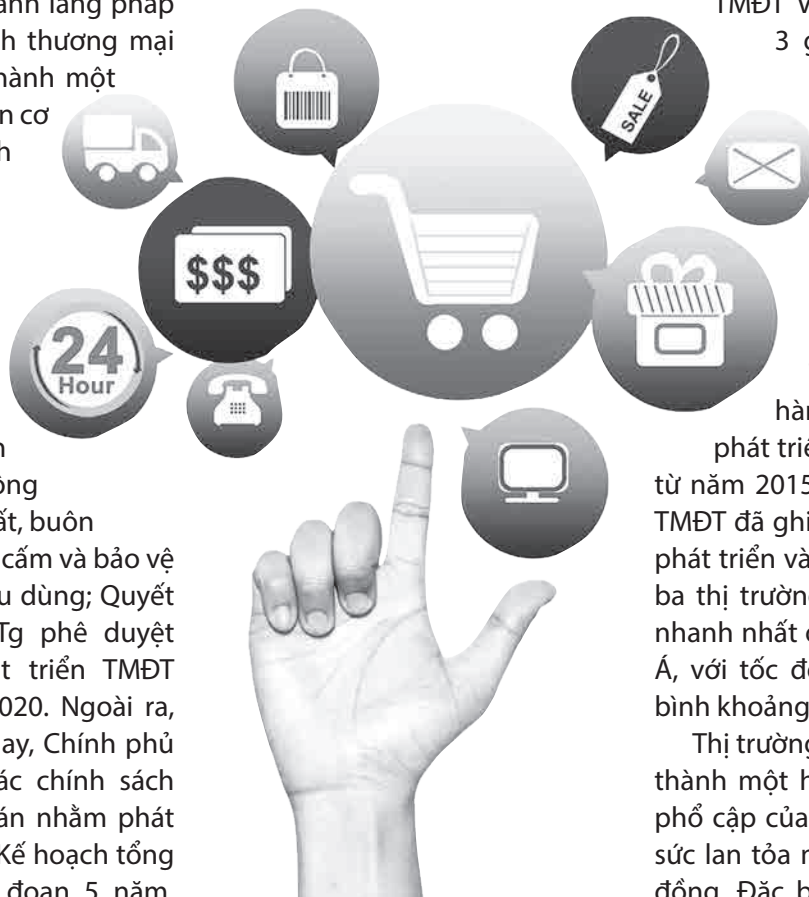 ành lang pháp
h thương mại
hành một
n cơ
h
ông
ất, buôn
cấm và bảo vệ
u dùng; Quyết
Tg phê duyệt
t triển TMĐT
020. Ngoài ra,
ay, Chính phủ
ác chính sách
án nhằm phát
Kế hoạch tổng
đoạn 5 năm,
SALE
$$$
24
Hour
TMĐT V
3 g
hàn
phát triể
từ năm 2015
TMĐT đã ghi
phát triển và
ba thị trường
nhanh nhất
Á, với tốc đ
bình khoảng
Thị trường
thành một h
phổ cập của
sức lan tỏa
đồng. Đặc b